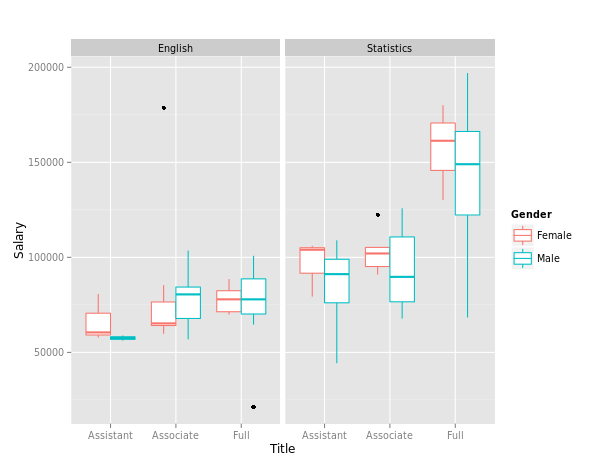 English Statistics
200000
150000
100000
50000
Salary
Assistant Associate Full Assistant Associate Full
Title
Gender
Female
Male